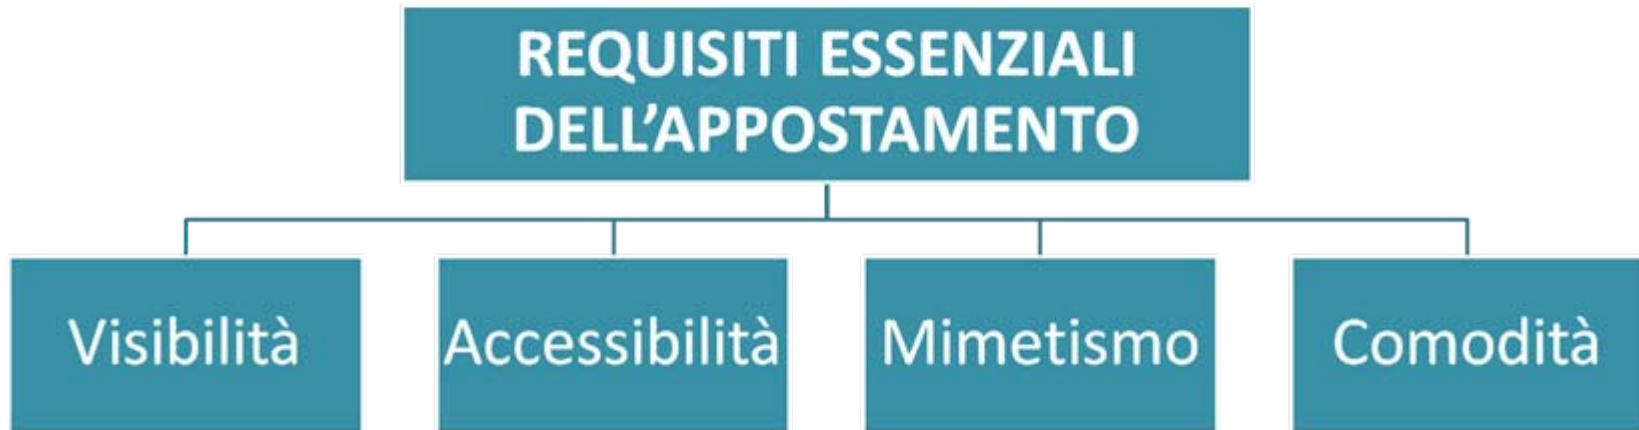 REQUISITI ESSENZIALI
DELL’APPOSTAMENTO
Visibilità
Accessibilità
Mimetismo
Comodità